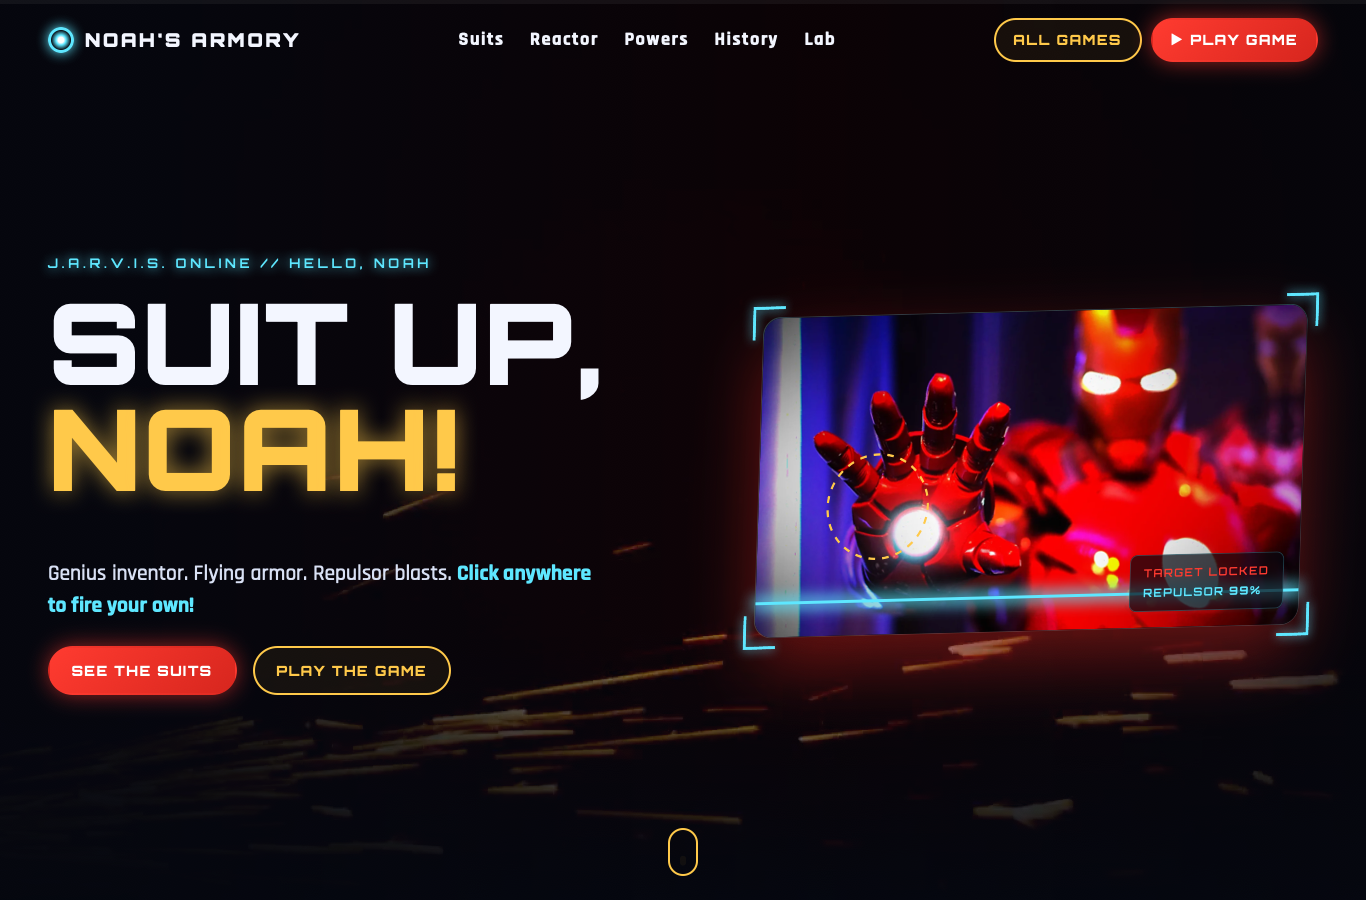 NOAH'S ARMORY
Suits Reactor Powers History Lab
ALL GAMES
▶ PLAY GAME
J.A.R.V.I.S. ONLINE // HELLO, NOAH
SUIT UP,
NOAH!
Genius inventor. Flying armor. Repulsor blasts. Click anywhere
to fire your own!
SEE THE SUITS
PLAY THE GAME
TARGET LOCKED
REPULSOR 99%